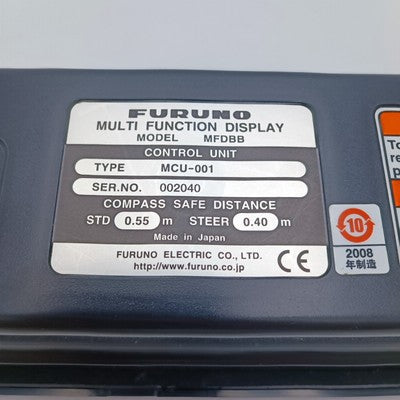 FURUNO
MULTI FUNCTION DISPLAY
MODEL MFDBB
CONTROL UNIT
TYPE MCU-001
SER.NO. 002040
COMPASS SAFE DISTANCE
STD 0.55 m STEER 0.40 m
Made in Japan
FURUNO ELECTRIC CO., LTD.
http://www.furuno.co.jp
CE
10
2008
年制造
To